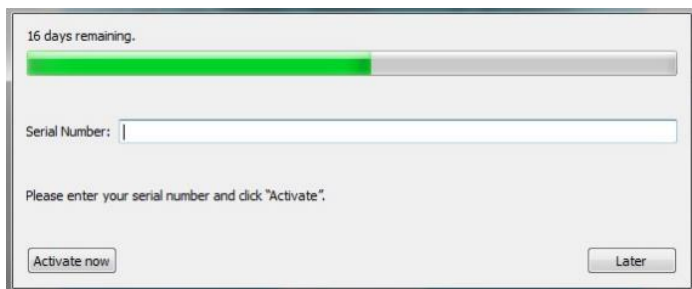 16 days remaining.
Serial Number:
Please enter your serial number and click "Activate".
Activate now
Later